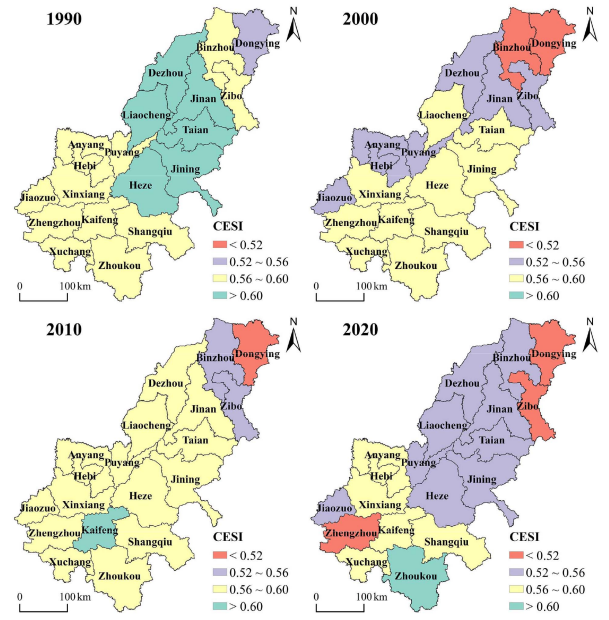 1990
N
Binzhou
Dongying
Dezhou
Jinan
Zibo
Liaocheng
Taian
Anyang
Puyang
Hebi
Jining
Heze
Jiaozuo
Xinxiang
Zhengzhou
Kaifeng
Shangqiu
Xuchang
Zhoukou
CESI
< 0.52
0.52 ~ 0.56
0.56 ~ 0.60
> 0.60
0 100 km
2000
N
Binzhou
Dongying
Dezhou
Jinan
Zibo
Liaocheng
Taian
Anyang
Puyang
Hebi
Jining
Heze
Jiaozuo
Xinxiang
Zhengzhou
Kaifeng
Shangqiu
Xuchang
Zhoukou
CESI
< 0.52
0.52 ~ 0.56
0.56 ~ 0.60
> 0.60
0 100 km
2010
N
Binzhou
Dongying
Dezhou
Jinan
Zibo
Liaocheng
Taian
Anyang
Puyang
Hebi
Jining
Heze
Jiaozuo
Xinxiang
Zhengzhou
Kaifeng
Shangqiu
Xuchang
Zhoukou
CESI
< 0.52
0.52 ~ 0.56
0.56 ~ 0.60
> 0.60
0 100 km
2020
N
Binzhou
Dongying
Dezhou
Jinan
Zibo
Liaocheng
Taian
Anyang
Puyang
Hebi
Jining
Heze
Jiaozuo
Xinxiang
Zhengzhou
Kaifeng
Shangqiu
Xuchang
Zhoukou
CESI
< 0.52
0.52 ~ 0.56
0.56 ~ 0.60
> 0.60
0 100 km